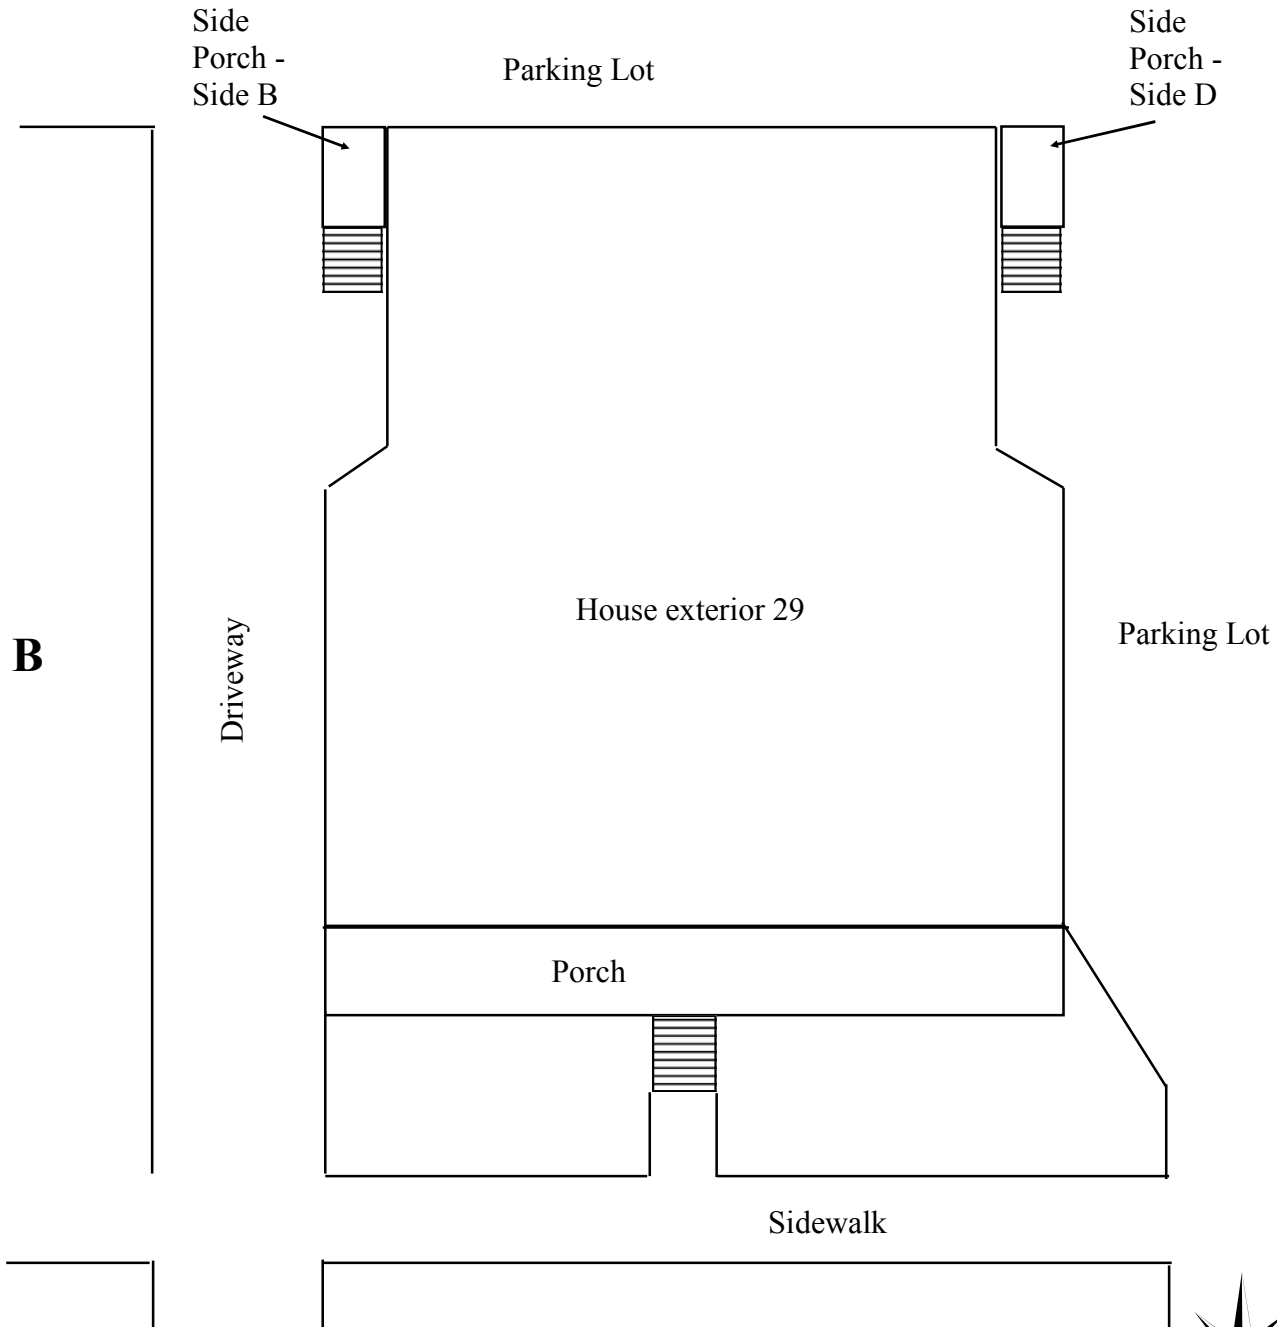 Side
Porch -
Side B
Parking Lot
Side
Porch -
Side D
House exterior 29
Parking Lot
B
Driveway
Porch
Sidewalk